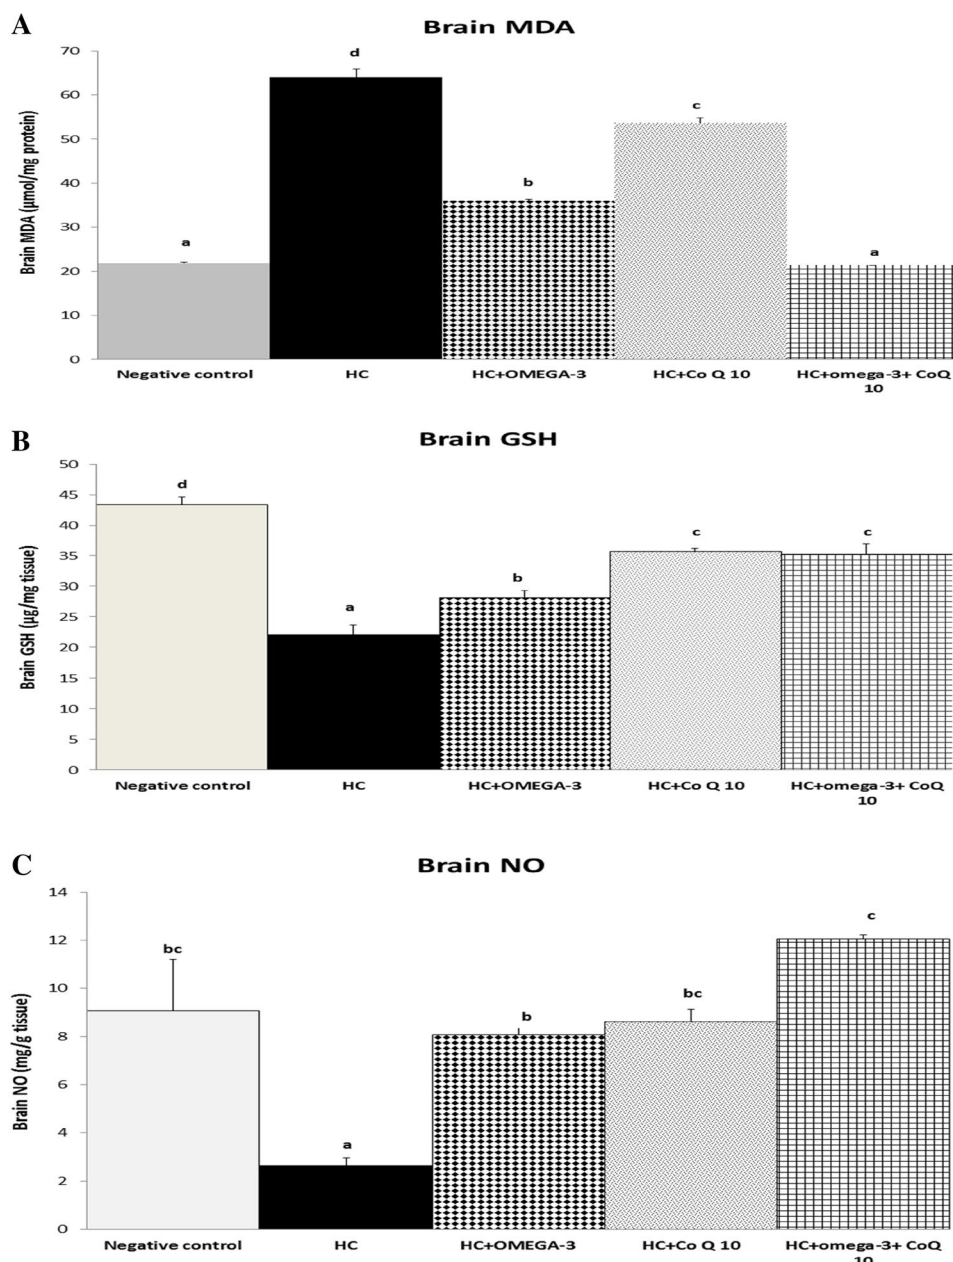 A
Brain MDA
Brain MDA (µmol/mg protein)
70
60
50
40
30
20
10
0
a
d
b
c
a
Negative control
HC
HC+OMEGA-3
HC+Co Q 10
HC+omega-3+ CoQ
10
B
Brain GSH
Brain GSH (µg/mg tissue)
50
45
40
35
30
25
20
15
10
5
0
d
a
b
c
c
Negative control
HC
HC+OMEGA-3
HC+Co Q 10
HC+omega-3+ CoQ
10
C
Brain NO
Brain NO (mg/g tissue)
14
12
10
8
6
4
2
0
bc
a
b
bc
c
Negative control
HC
HC+OMEGA-3
HC+Co Q 10
HC+omega-3+ CoQ
10